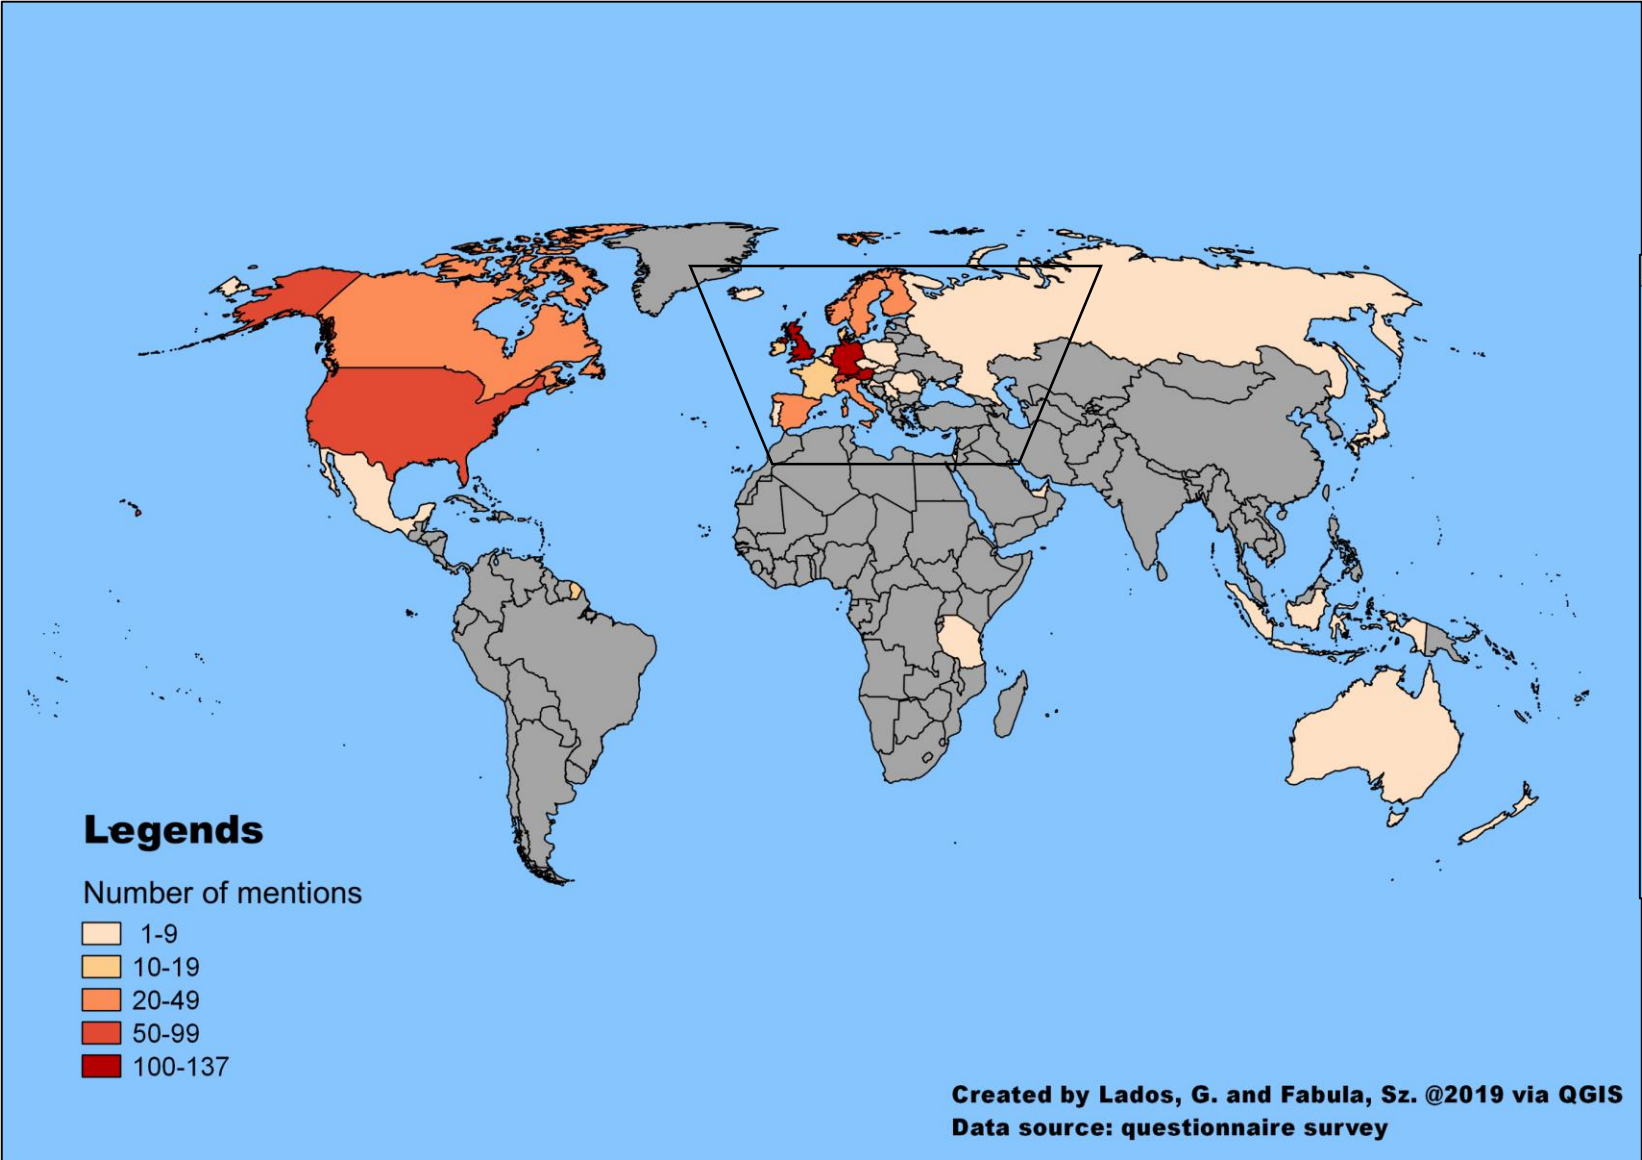 Legends
Number of mentions
1-9
10-19
20-49
50-99
100-137
Created by Lados, G. and Fabula, Sz. @2019 via QGIS
Data source: questionnaire survey